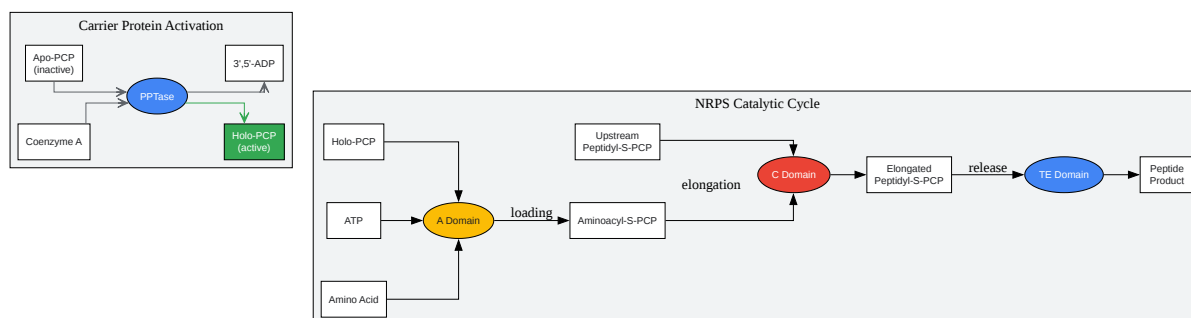 Carrier Protein Activation
Apo-PCP
(inactive)
3',5'-ADP
PPTase
Coenzyme A
Holo-PCP
(active)
NRPS Catalytic Cycle
Holo-PCP
Upstream
Peptidyl-S-PCP
C Domain
elongation
Elongated
Peptidyl-S-PCP
release
TE Domain
Peptide
Product
ATP
A Domain
loading
Aminoacyl-S-PCP
Amino Acid